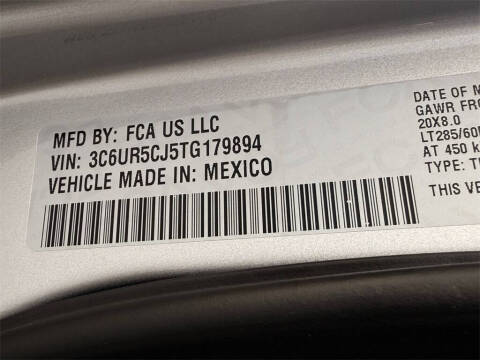 MFD BY: FCA US LLC
VIN: 3C6UR5CJ5TG179894
VEHICLE MADE IN: MEXICO
DATE OF M
GAWR FRO
20X8.0
LT285/60
AT 450 k
TYPE: T
THIS VE